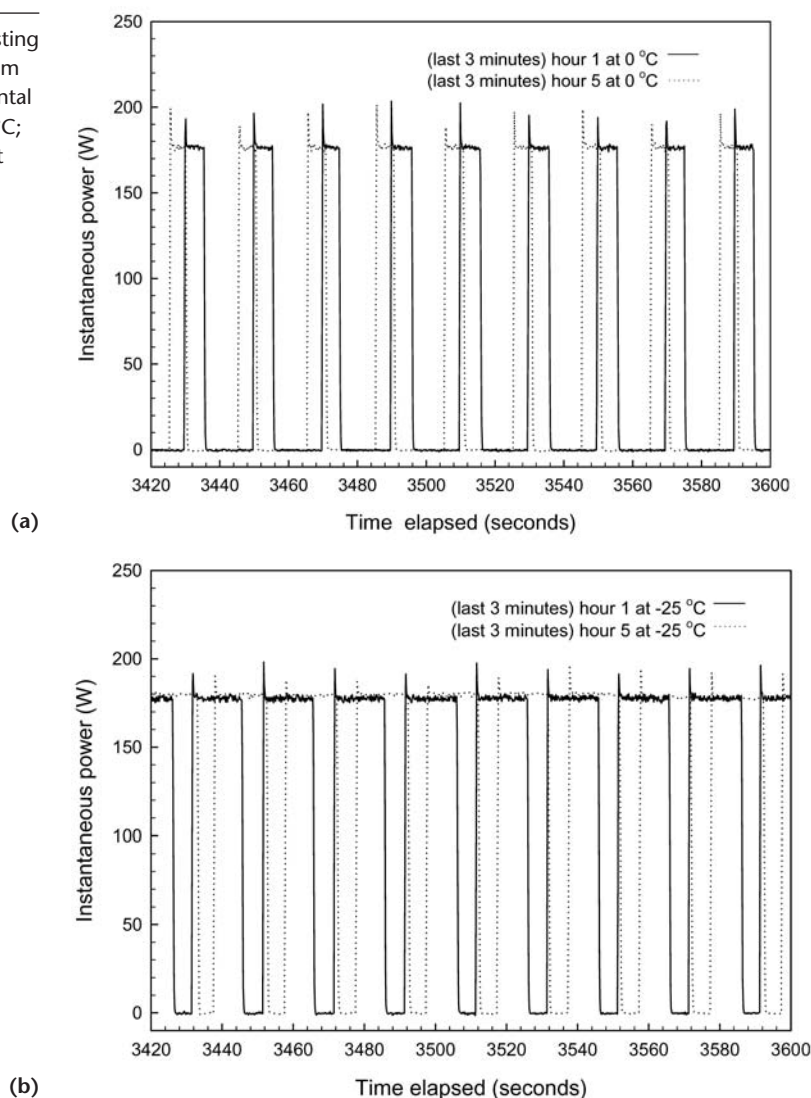 sting
m
ntal
°C;
t
250
200
150
100
50
0
Instantaneous power (W)
(last 3 minutes) hour 1 at 0 °C
(last 3 minutes) hour 5 at 0 °C
3420 3440 3460 3480 3500 3520 3540 3560 3580 3600
Time elapsed (seconds)
(a)
250
200
150
100
50
0
Instantaneous power (W)
(last 3 minutes) hour 1 at -25 °C
(last 3 minutes) hour 5 at -25 °C
3420 3440 3460 3480 3500 3520 3540 3560 3580 3600
Time elapsed (seconds)
(b)